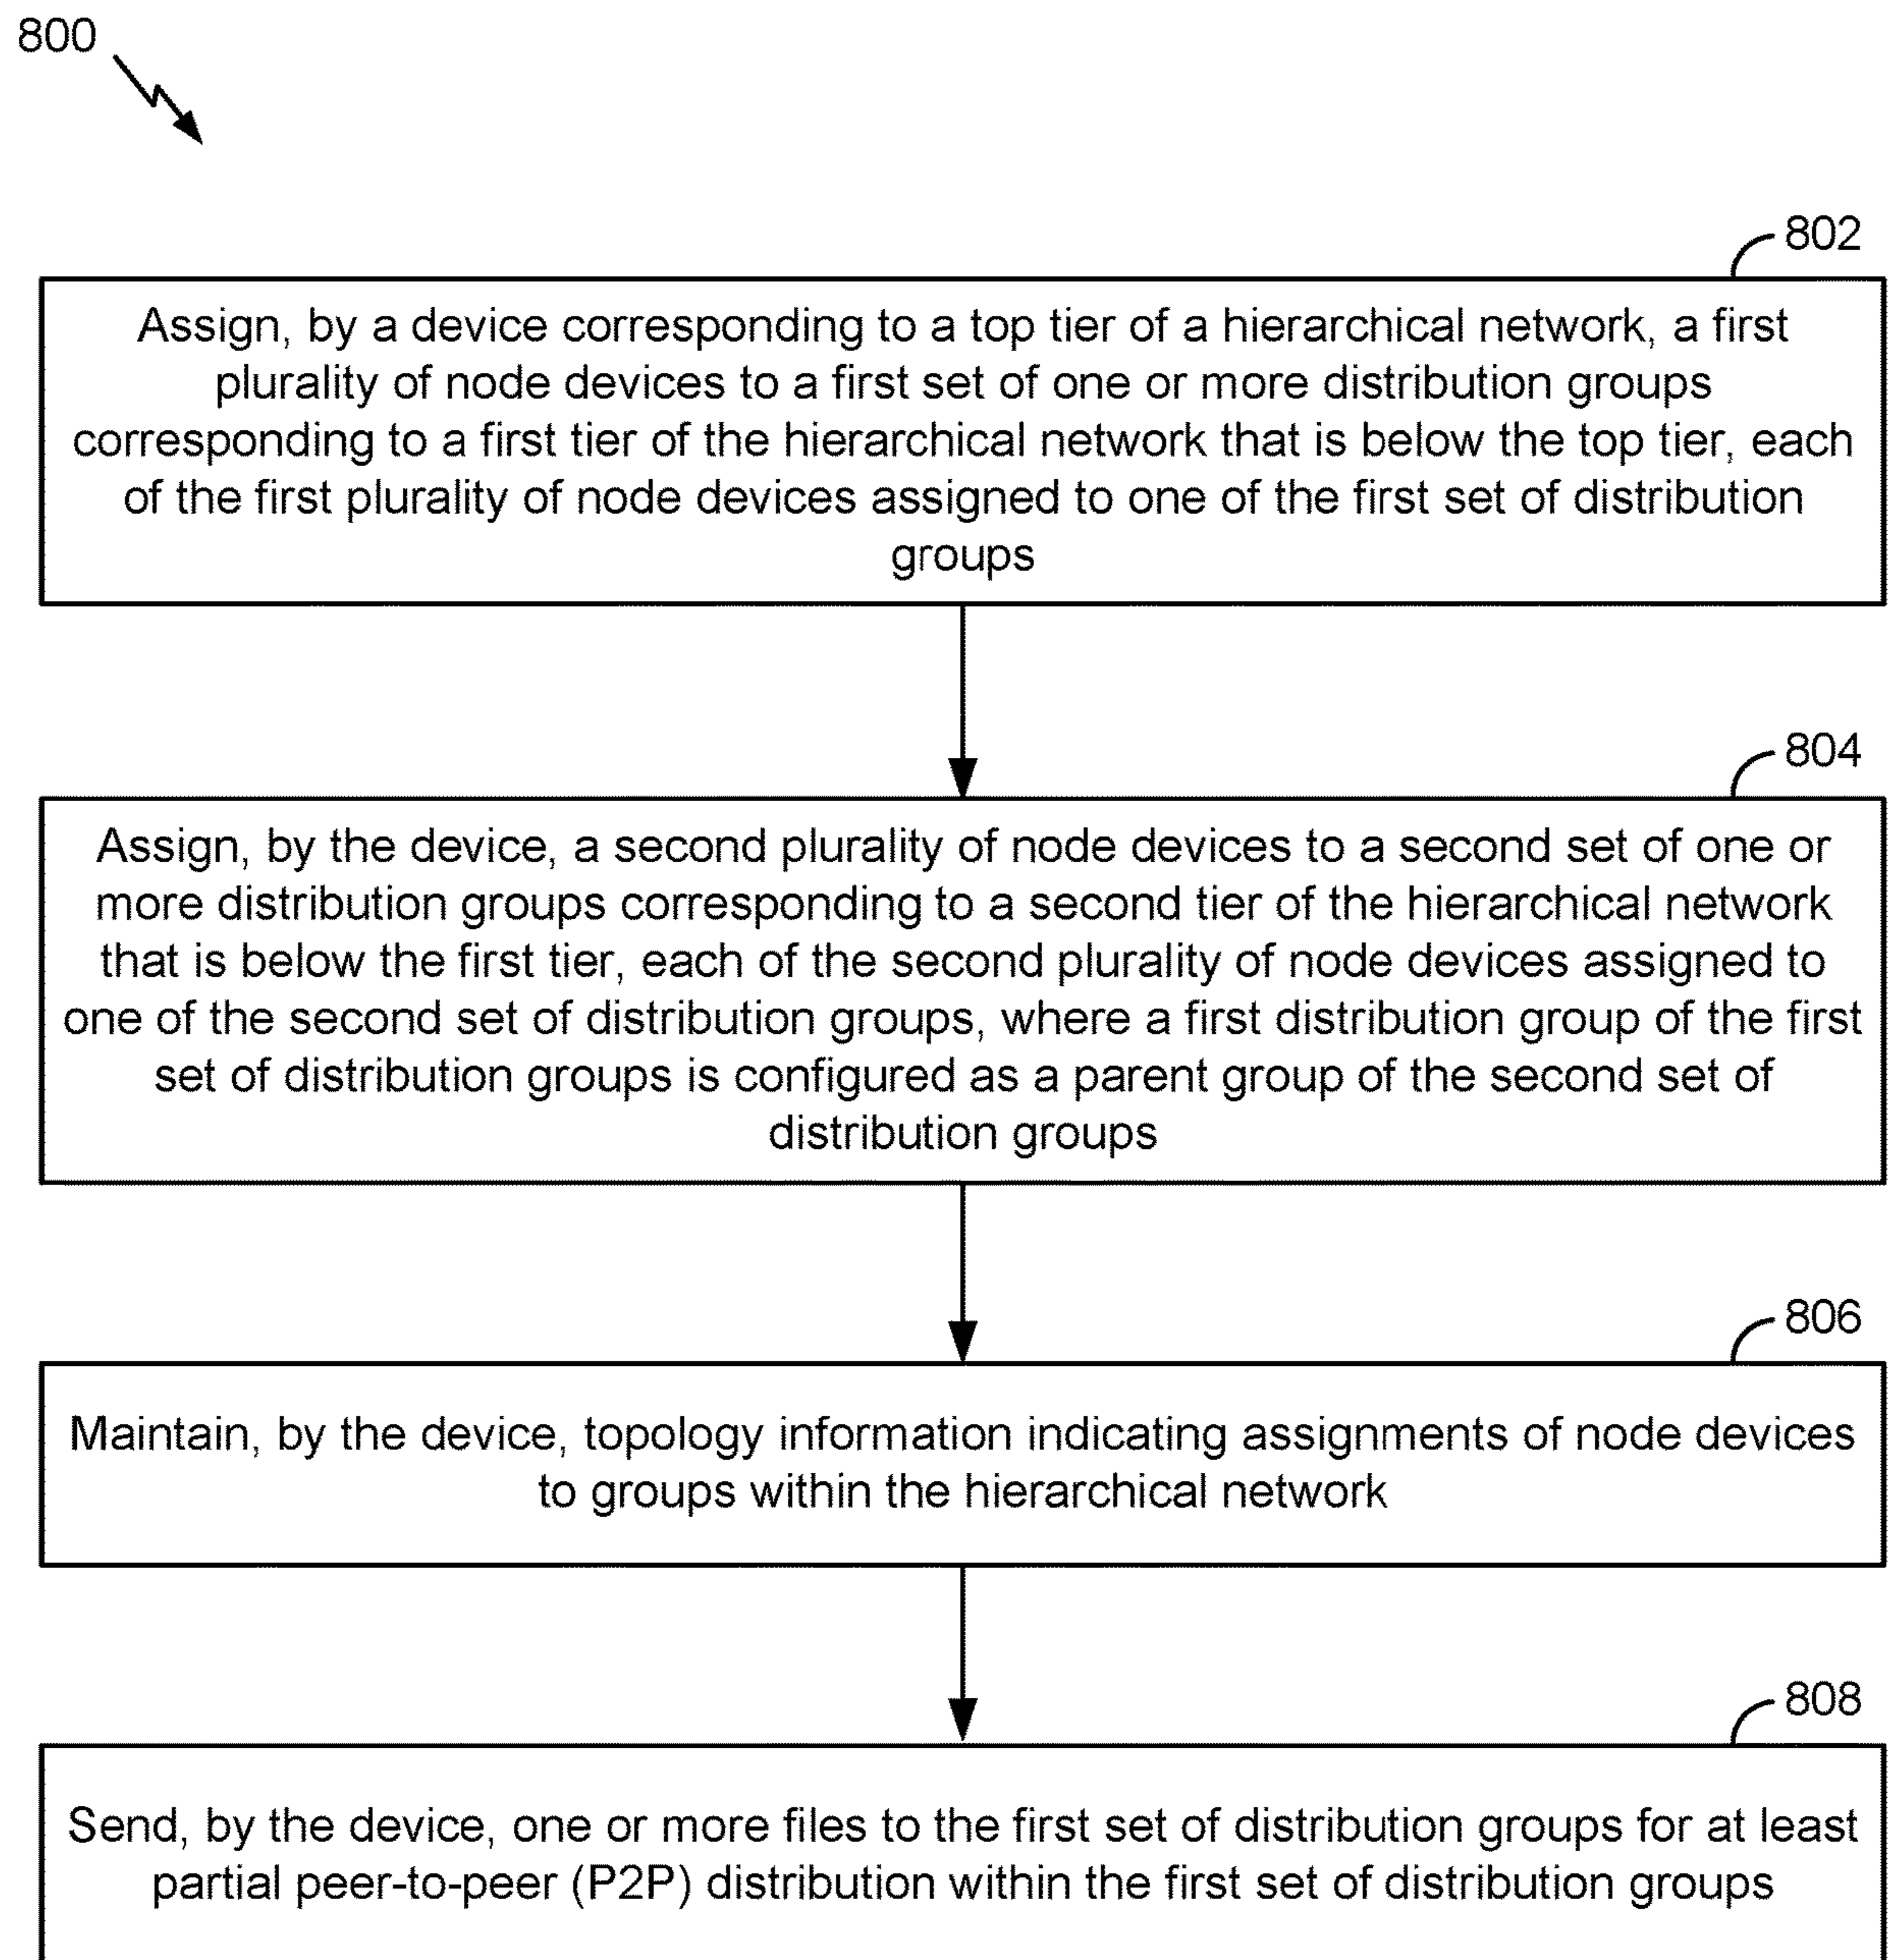 800
802
Assign, by a device corresponding to a top tier of a hierarchical network, a first
plurality of node devices to a first set of one or more distribution groups
corresponding to a first tier of the hierarchical network that is below the top tier, each
of the first plurality of node devices assigned to one of the first set of distribution
groups
804
Assign, by the device, a second plurality of node devices to a second set of one or
more distribution groups corresponding to a second tier of the hierarchical network
that is below the first tier, each of the second plurality of node devices assigned to
one of the second set of distribution groups, where a first distribution group of the first
set of distribution groups is configured as a parent group of the second set of
distribution groups
806
Maintain, by the device, topology information indicating assignments of node devices
to groups within the hierarchical network
808
Send, by the device, one or more files to the first set of distribution groups for at least
partial peer-to-peer (P2P) distribution within the first set of distribution groups